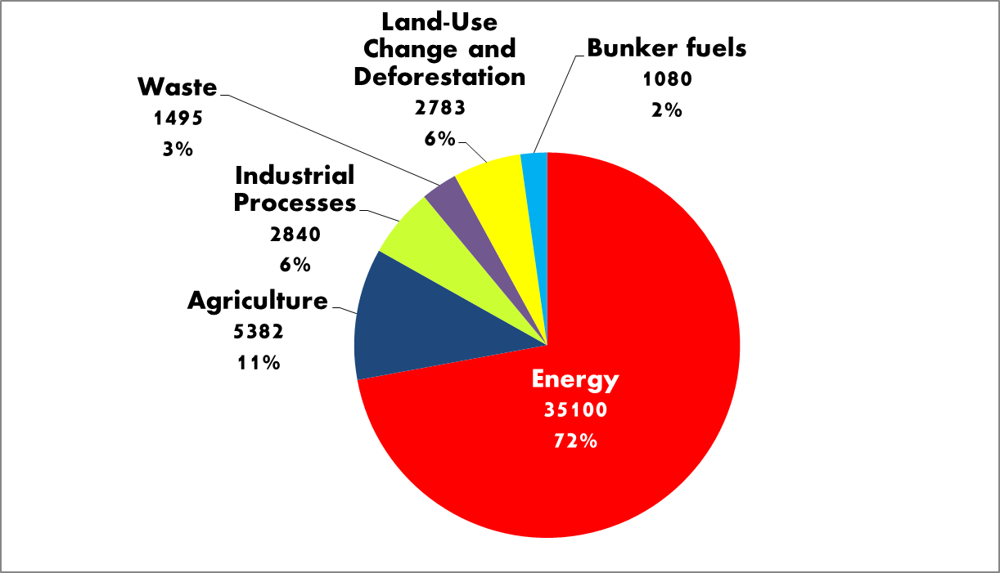 Land-Use
Change and
Deforestation
2783
6%
Bunker fuels
1080
2%
Waste
1495
3%
Industrial
Processes
2840
6%
Agriculture
5382
11%
Energy
35100
72%